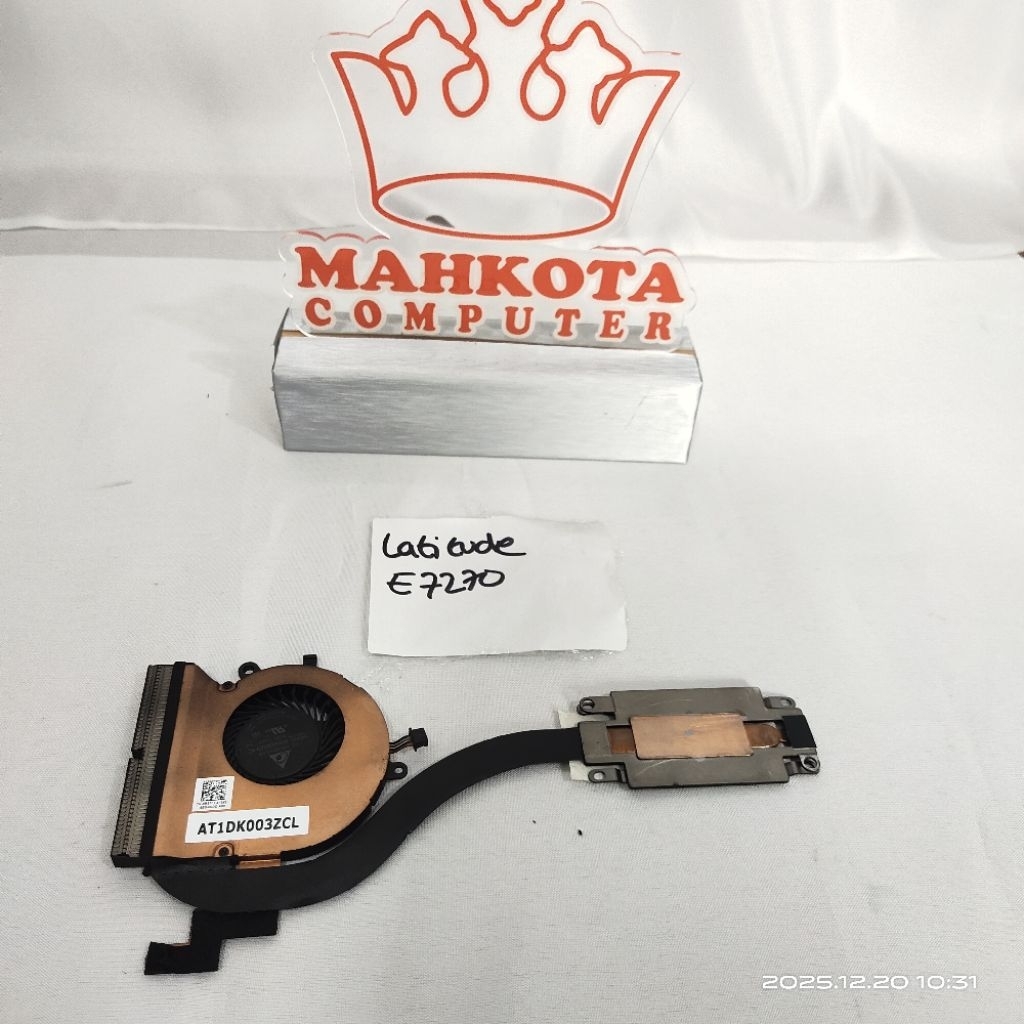 MAHKOTA
COMPUTER
Latitude
E7270
AT1DK003ZCL
2025.12.20 10:31